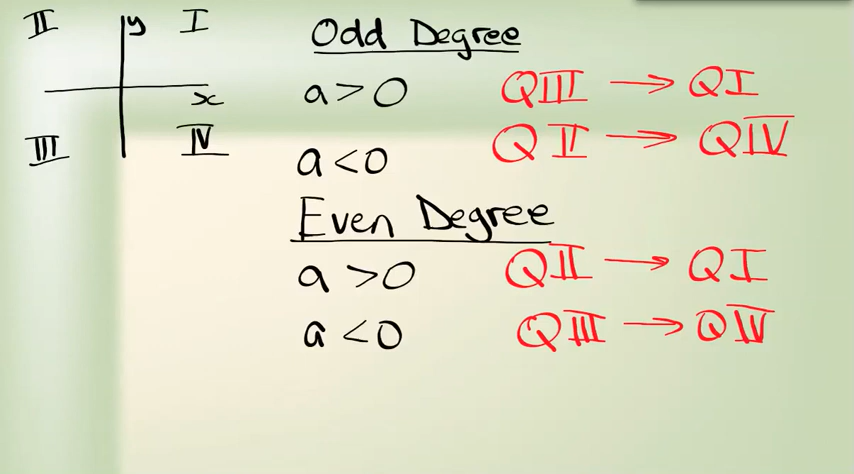 II y I
x
III IV
Odd Degree
a > 0 QIII → QI
a < 0 QII → QIV
Even Degree
a > 0 QII → QI
a < 0 QIII → QIV